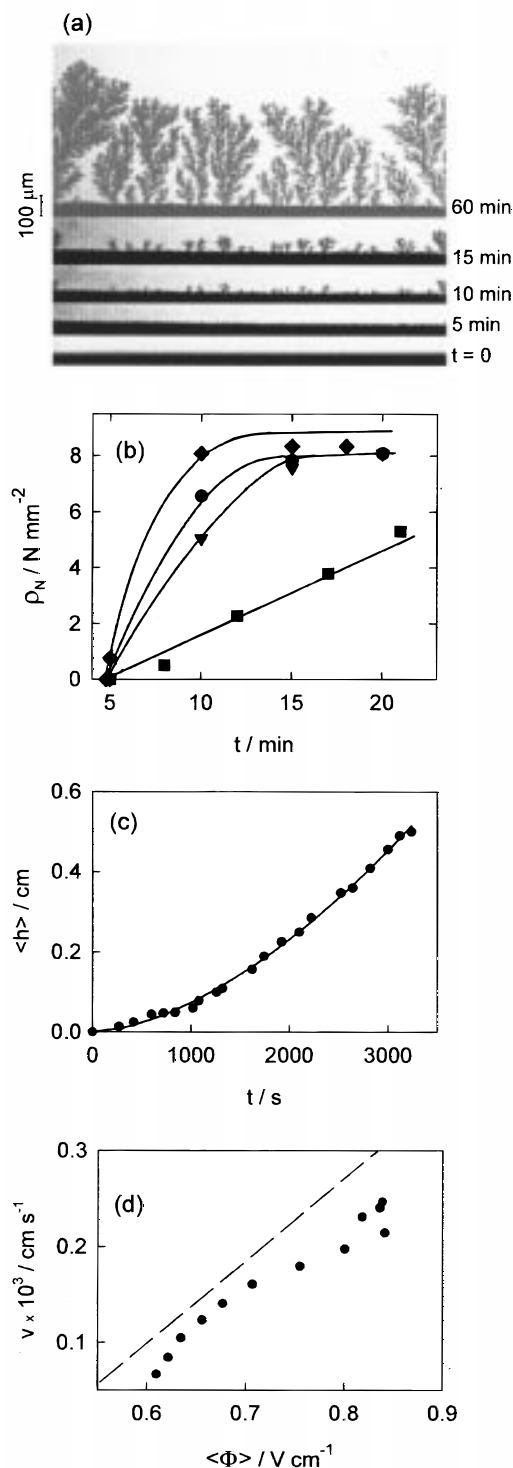 (a)
100 μm
60 min
15 min
10 min
5 min
t = 0
(b)
8
6
4
2
0
ρN / N mm⁻²
5 10 15 20
t / min
(c)
0.6
0.4
0.2
0.0
<h> / cm
0 1000 2000 3000
t / s
(d)
0.3
0.2
0.1
v × 10³ / cm s⁻¹
0.6 0.7 0.8 0.9
<Φ> / V cm⁻¹